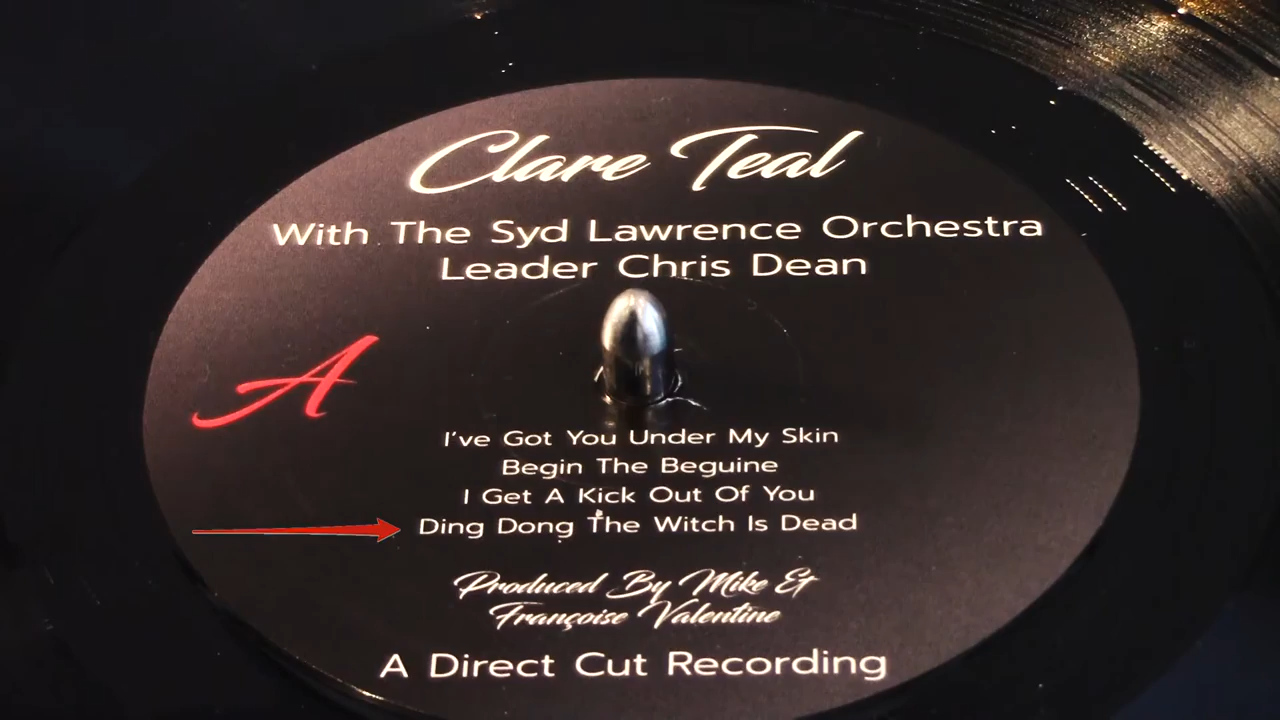 Clare Teal
With The Syd Lawrence Orchestra
Leader Chris Dean
A
I've Got You Under My Skin
Begin The Beguine
I Get A Kick Out Of You
Ding Dong The Witch Is Dead
Produced By Mike &
Françoise Valentine
A Direct Cut Recording